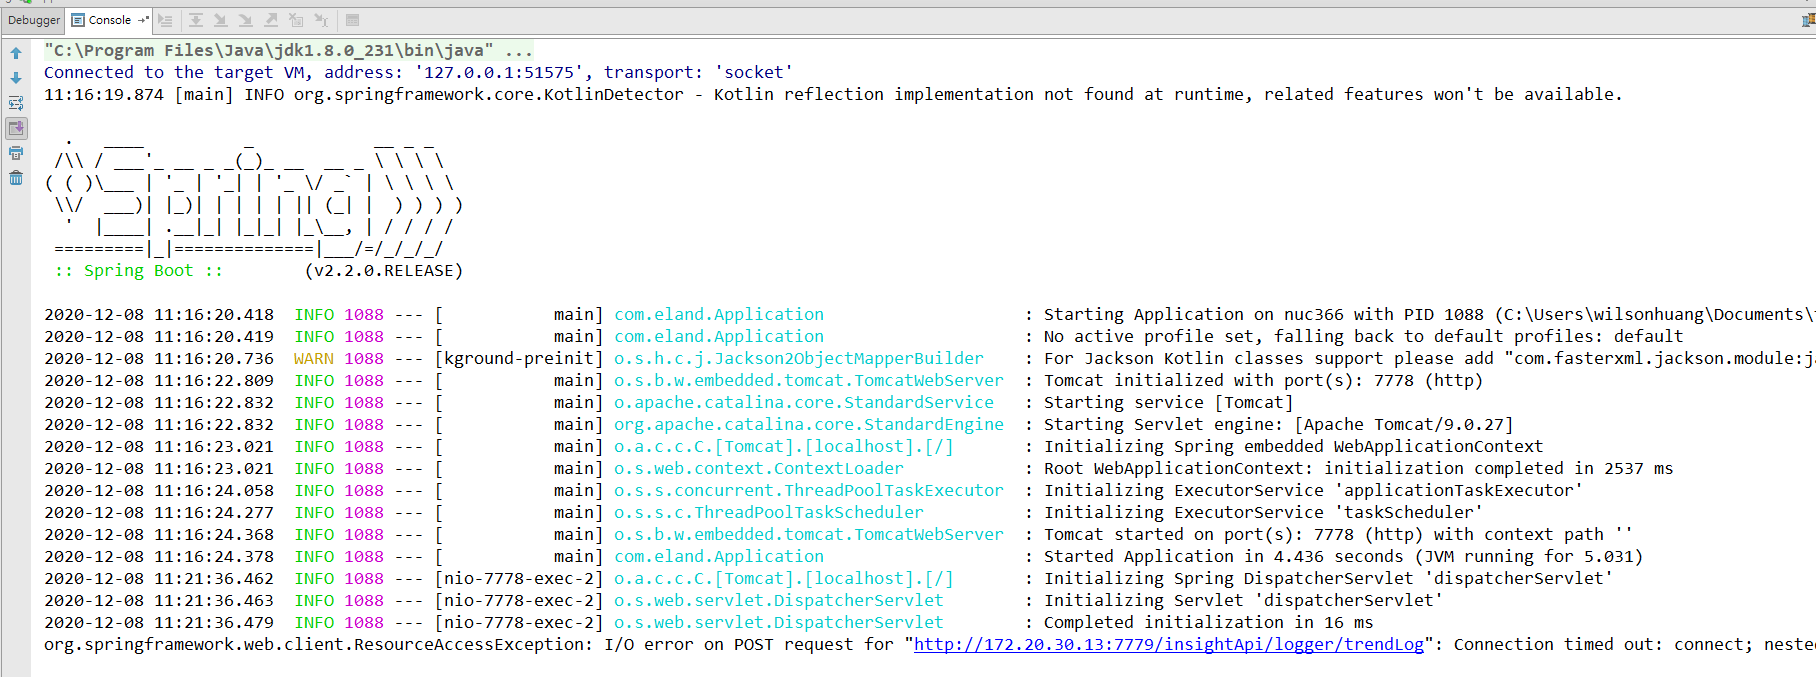 Debugger Console
"C:\Program Files\Java\jdk1.8.0_231\bin\java" ...
Connected to the target VM, address: '127.0.0.1:51575', transport: 'socket'
11:16:19.874 [main] INFO org.springframework.core.KotlinDetector - Kotlin reflection implementation not found at runtime, related features won't be available.
  .   ____          _            __ _ _
 /\\ / ___'_ __ _ _(_)_ __  __ _ \ \ \ \
( ( )\___ | '_ | '_| | '_ \/ _` | \ \ \ \
 \\/  ___)| |_)| | | | | || (_| |  ) ) ) )
  '  |____| .__|_| |_|_| |_\__, | / / / /
 =========|_|==============|___/=/_/_/_/
 :: Spring Boot ::        (v2.2.0.RELEASE)
2020-12-08 11:16:20.418  INFO 1088 --- [           main] com.eland.Application                    : Starting Application on nuc366 with PID 1088 (C:\Users\wilsonhuang\Documents\
2020-12-08 11:16:20.419  INFO 1088 --- [           main] com.eland.Application                    : No active profile set, falling back to default profiles: default
2020-12-08 11:16:20.736  WARN 1088 --- [kground-preinit] o.s.h.c.j.Jackson2ObjectMapperBuilder    : For Jackson Kotlin classes support please add "com.fasterxml.jackson.module:j
2020-12-08 11:16:22.809  INFO 1088 --- [           main] o.s.b.w.embedded.tomcat.TomcatWebServer  : Tomcat initialized with port(s): 7778 (http)
2020-12-08 11:16:22.832  INFO 1088 --- [           main] o.apache.catalina.core.StandardService   : Starting service [Tomcat]
2020-12-08 11:16:22.832  INFO 1088 --- [           main] org.apache.catalina.core.StandardEngine  : Starting Servlet engine: [Apache Tomcat/9.0.27]
2020-12-08 11:16:23.021  INFO 1088 --- [           main] o.a.c.c.C.[Tomcat].[localhost].[/]       : Initializing Spring embedded WebApplicationContext
2020-12-08 11:16:23.021  INFO 1088 --- [           main] o.s.web.context.ContextLoader            : Root WebApplicationContext: initialization completed in 2537 ms
2020-12-08 11:16:24.058  INFO 1088 --- [           main] o.s.s.concurrent.ThreadPoolTaskExecutor  : Initializing ExecutorService 'applicationTaskExecutor'
2020-12-08 11:16:24.277  INFO 1088 --- [           main] o.s.s.c.ThreadPoolTaskScheduler          : Initializing ExecutorService 'taskScheduler'
2020-12-08 11:16:24.368  INFO 1088 --- [           main] o.s.b.w.embedded.tomcat.TomcatWebServer  : Tomcat started on port(s): 7778 (http) with context path ''
2020-12-08 11:16:24.378  INFO 1088 --- [           main] com.eland.Application                    : Started Application in 4.436 seconds (JVM running for 5.031)
2020-12-08 11:21:36.462  INFO 1088 --- [nio-7778-exec-2] o.a.c.c.C.[Tomcat].[localhost].[/]       : Initializing Spring DispatcherServlet 'dispatcherServlet'
2020-12-08 11:21:36.463  INFO 1088 --- [nio-7778-exec-2] o.s.web.servlet.DispatcherServlet        : Initializing Servlet 'dispatcherServlet'
2020-12-08 11:21:36.479  INFO 1088 --- [nio-7778-exec-2] o.s.web.servlet.DispatcherServlet        : Completed initialization in 16 ms
org.springframework.web.client.ResourceAccessException: I/O error on POST request for "http://172.20.30.13:7779/insightApi/logger/trendLog": Connection timed out: connect; neste